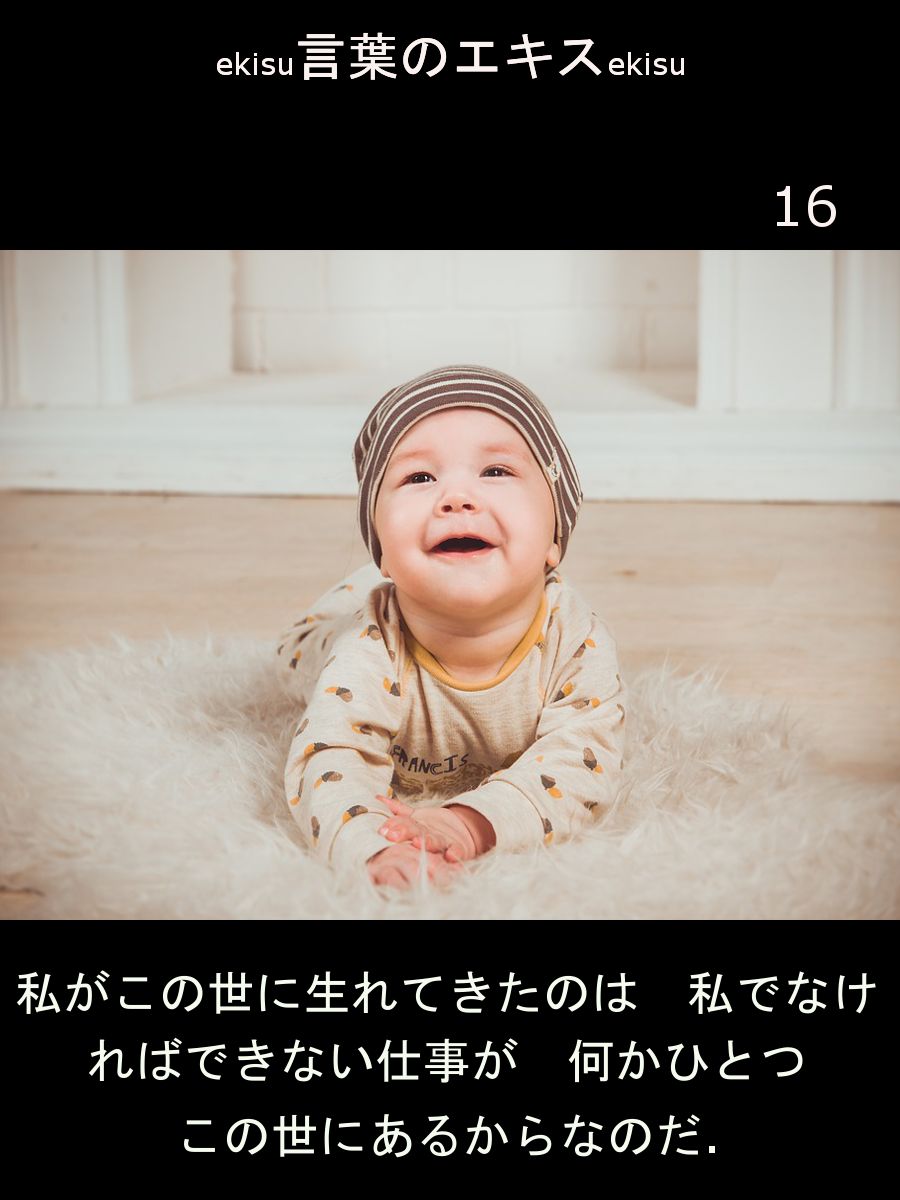 ekisu言葉のエキスekisu
16
FRANCIS
私がこの世に生れてきたのは　私でなけ
ればできない仕事が　何かひとつ
この世にあるからなのだ.